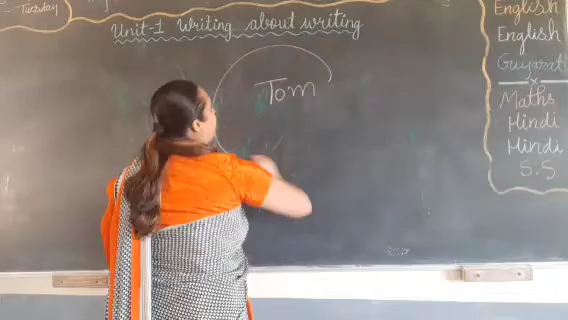 Tuesday
Unit-1 Writing about writing
Tom
English
English
Gujarati
x
Maths
Hindi
Hindi
S.S